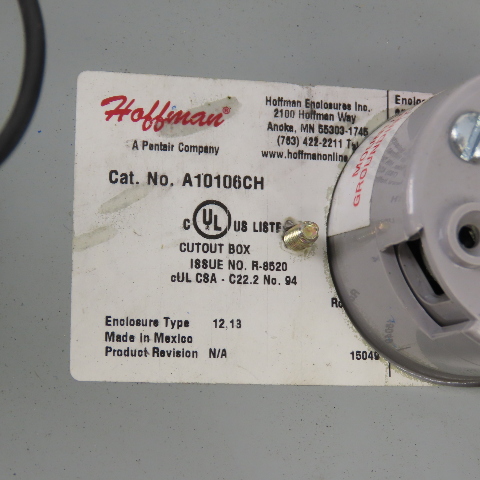 Hoffman®
A Pentair Company
Hoffman Enclosures Inc.
2100 Hoffman Way
Anoka, MN 55303-1745
(763) 422-2211 Tel
www.hoffmanonline
Cat. No. A10106CH
C UL US LISTE
CUTOUT BOX
ISSUE NO. R-8520
cUL CSA - C22.2 No. 94
Enclosure Type 12,13
Made in Mexico
Product Revision N/A
15049